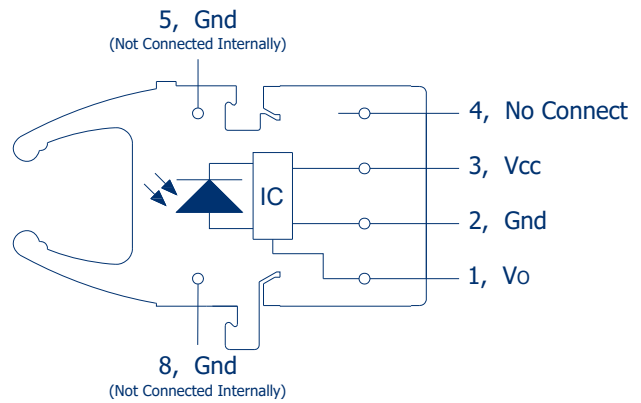 5, Gnd
(Not Connected Internally)
4, No Connect
3, Vcc
IC
2, Gnd
1, Vo
8, Gnd
(Not Connected Internally)